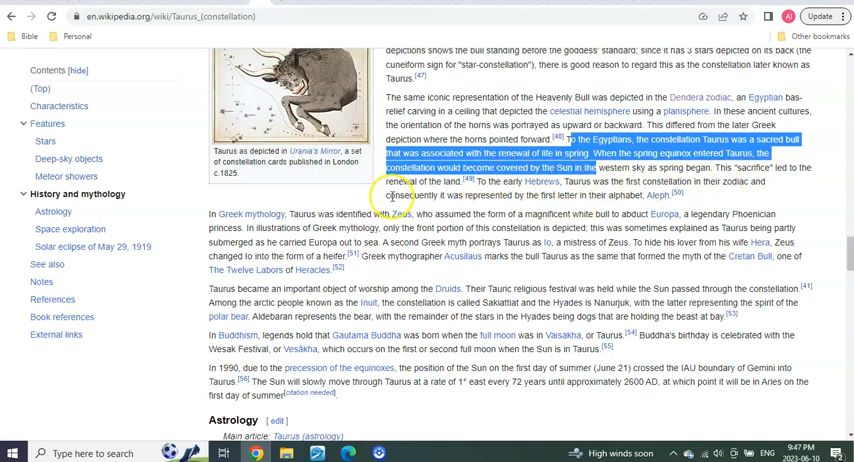 en.wikipedia.org/wiki/Taurus_(constellation)
AI
Update
Bible
Personal
Other bookmarks
Contents [hide]
(Top)
Characteristics
Features
Stars
Deep-sky objects
Meteor showers
History and mythology
Astrology
Space exploration
Solar eclipse of May 29, 1919
See also
Notes
References
Book references
External links
Taurus as depicted in Urania's Mirror, a set
of constellation cards published in London
c.1825.
depictions shows the bull standing before the goddess' standard; since it has 3 stars depicted on its back (the
cuneiform sign for "star-constellation"), there is good reason to regard this as the constellation later known as
Taurus.[47]
The same iconic representation of the Heavenly Bull was depicted in the Dendera zodiac, an Egyptian bas-
relief carving in a ceiling that depicted the celestial hemisphere using a planisphere. In these ancient cultures,
the orientation of the horns was portrayed as upward or backward. This differed from the later Greek
depiction where the horns pointed forward.[48] To the Egyptians, the constellation Taurus was a sacred bull
that was associated with the renewal of life in spring. When the spring equinox entered Taurus, the
constellation would become covered by the Sun in the western sky as spring began. This "sacrifice" led to the
renewal of the land.[49] To the early Hebrews, Taurus was the first constellation in their zodiac and
consequently it was represented by the first letter in their alphabet, Aleph.[50]
In Greek mythology, Taurus was identified with Zeus, who assumed the form of a magnificent white bull to abduct Europa, a legendary Phoenician
princess. In illustrations of Greek mythology, only the front portion of this constellation is depicted; this was sometimes explained as Taurus being partly
submerged as he carried Europa out to sea. A second Greek myth portrays Taurus as Io, a mistress of Zeus. To hide his lover from his wife Hera, Zeus
changed Io into the form of a heifer.[51] Greek mythographer Acusilaus marks the bull Taurus as the same that formed the myth of the Cretan Bull, one of
The Twelve Labors of Heracles.[52]
Taurus became an important object of worship among the Druids. Their Tauric religious festival was held while the Sun passed through the constellation.[41]
Among the arctic people known as the Inuit, the constellation is called Sakiattiat and the Hyades is Nanurjuk, with the latter representing the spirit of the
polar bear. Aldebaran represents the bear, with the remainder of the stars in the Hyades being dogs that are holding the beast at bay.[53]
In Buddhism, legends hold that Gautama Buddha was born when the full moon was in Vaisakha, or Taurus.[54] Buddha's birthday is celebrated with the
Wesak Festival, or Vesākha, which occurs on the first or second full moon when the Sun is in Taurus.[55]
In 1990, due to the precession of the equinoxes, the position of the Sun on the first day of summer (June 21) crossed the IAU boundary of Gemini into
Taurus.[56] The Sun will slowly move through Taurus at a rate of 1° east every 72 years until approximately 2600 AD, at which point it will be in Aries on the
first day of summer.[citation needed]
Astrology [ edit ]
Main article: Taurus (astrology)
Type here to search
High winds soon
ENG
9:47 PM
2023-06-10
2